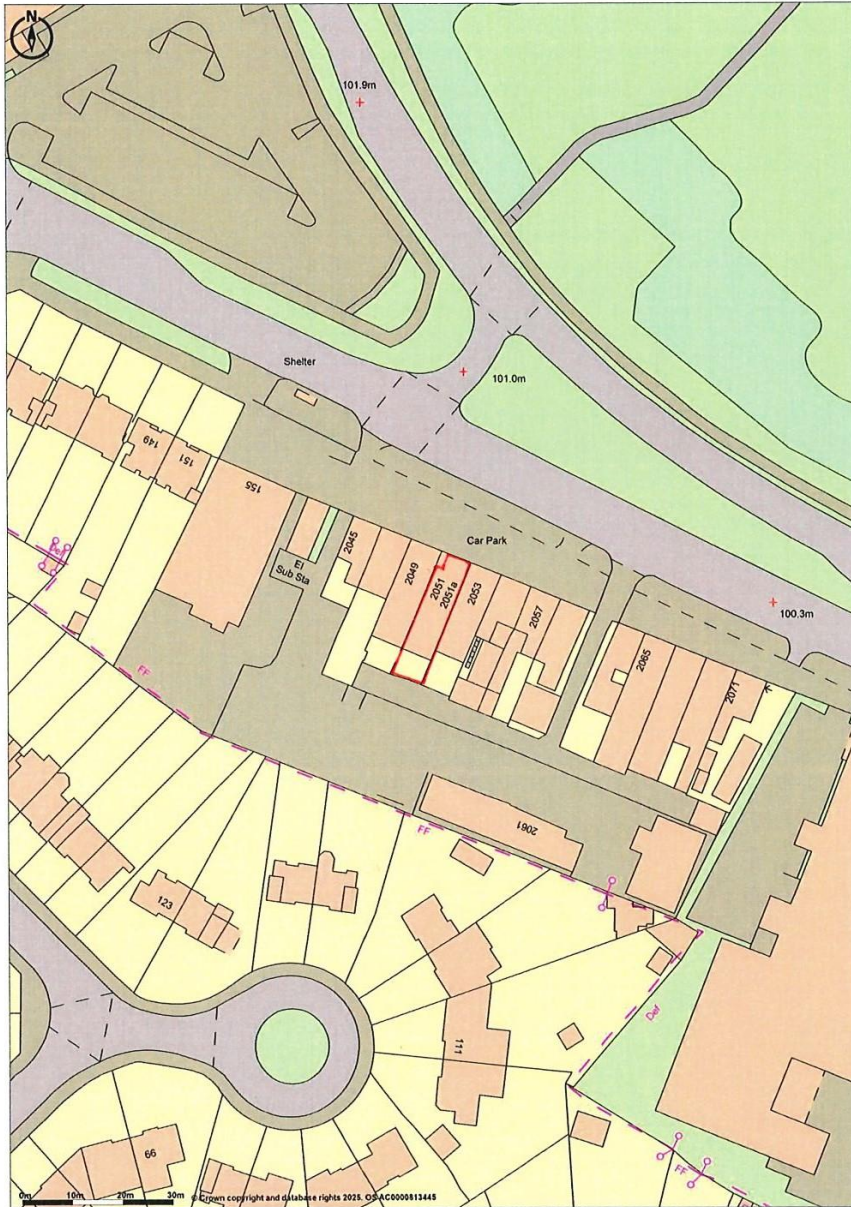 N
101.9m
Shelter
101.0m
149
151
155
Car Park
El
Sub Sta
2045
2049
2051
2051a
2053
2057
100.3m
2065
2071
Def
FF
2061
FF
123
111
Def
66
FF
0m 10m 20m 30m © Crown copyright and database rights 2025. OS AC0000813445